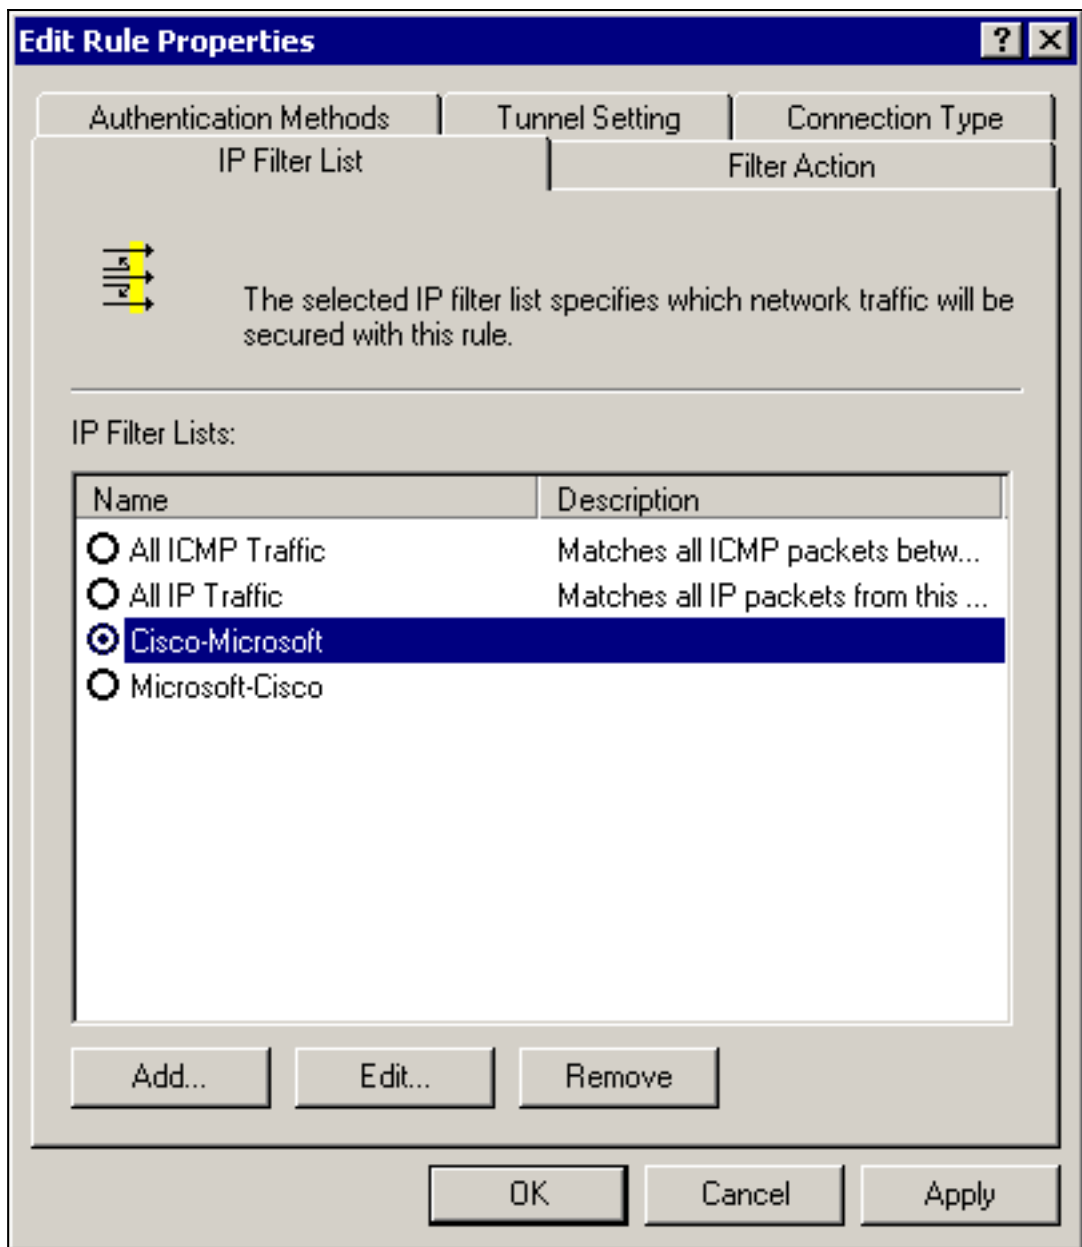 Edit Rule Properties
Authentication Methods Tunnel Setting Connection Type
IP Filter List Filter Action
The selected IP filter list specifies which network traffic will be
secured with this rule.
IP Filter Lists:
Name Description
All ICMP Traffic Matches all ICMP packets betw...
All IP Traffic Matches all IP packets from this ...
Cisco-Microsoft
Microsoft-Cisco
Add... Edit... Remove
OK Cancel Apply